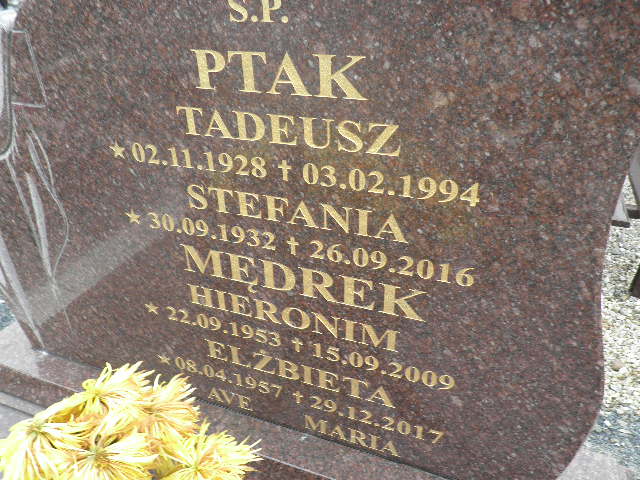 S.P.
PTAK
TADEUSZ
★02.11.1928 † 03.02.1994
STEFANIA
★30.09.1932 † 26.09.2016
MĘDREK
HIERONIM
★22.09.1953 † 15.09.2009
ELŻBIETA
★08.04.1957 † 29.12.2017
AVE MARIA